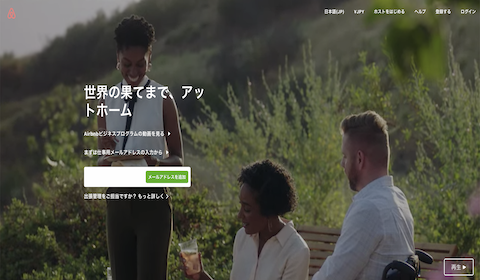 日本語(JP) ¥JPY ホストをはじめる ヘルプ 登録する ログイン
世界の果てまで、アッ
トホーム
Airbnbビジネスプログラムの動画を見る
まずは仕事用メールアドレスの入力から
メールアドレスを追加
出張管理をご担当ですか? もっと詳しく
再生